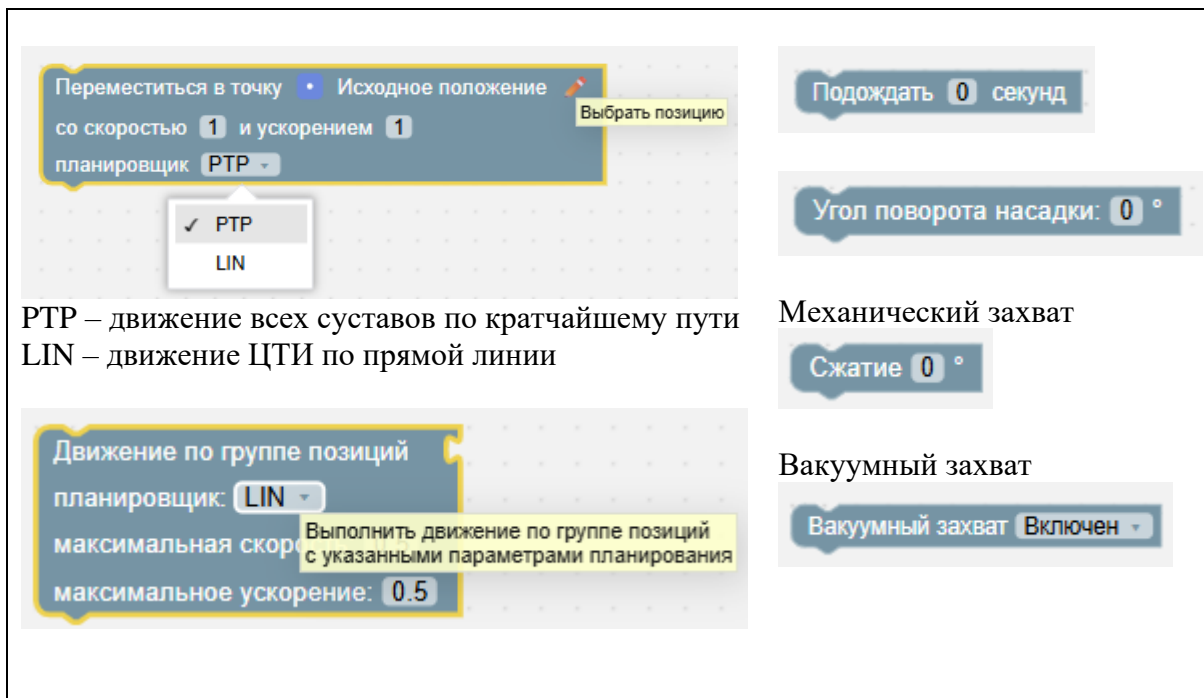 Переместиться в точку Исходное положение
Выбрать позицию
со скоростью 1 и ускорением 1
планировщик PTP
✓ PTP
LIN
PTP – движение всех суставов по кратчайшему пути
LIN – движение ЦТИ по прямой линии
Движение по группе позиций
планировщик: LIN
Выполнить движение по группе позиций
с указанными параметрами планирования
максимальная
максимальное ускорение: 0.5
Подождать 0 секунд
Угол поворота насадки: 0 °
Механический захват
Сжатие 0 °
Вакуумный захват
Вакуумный захват Включен